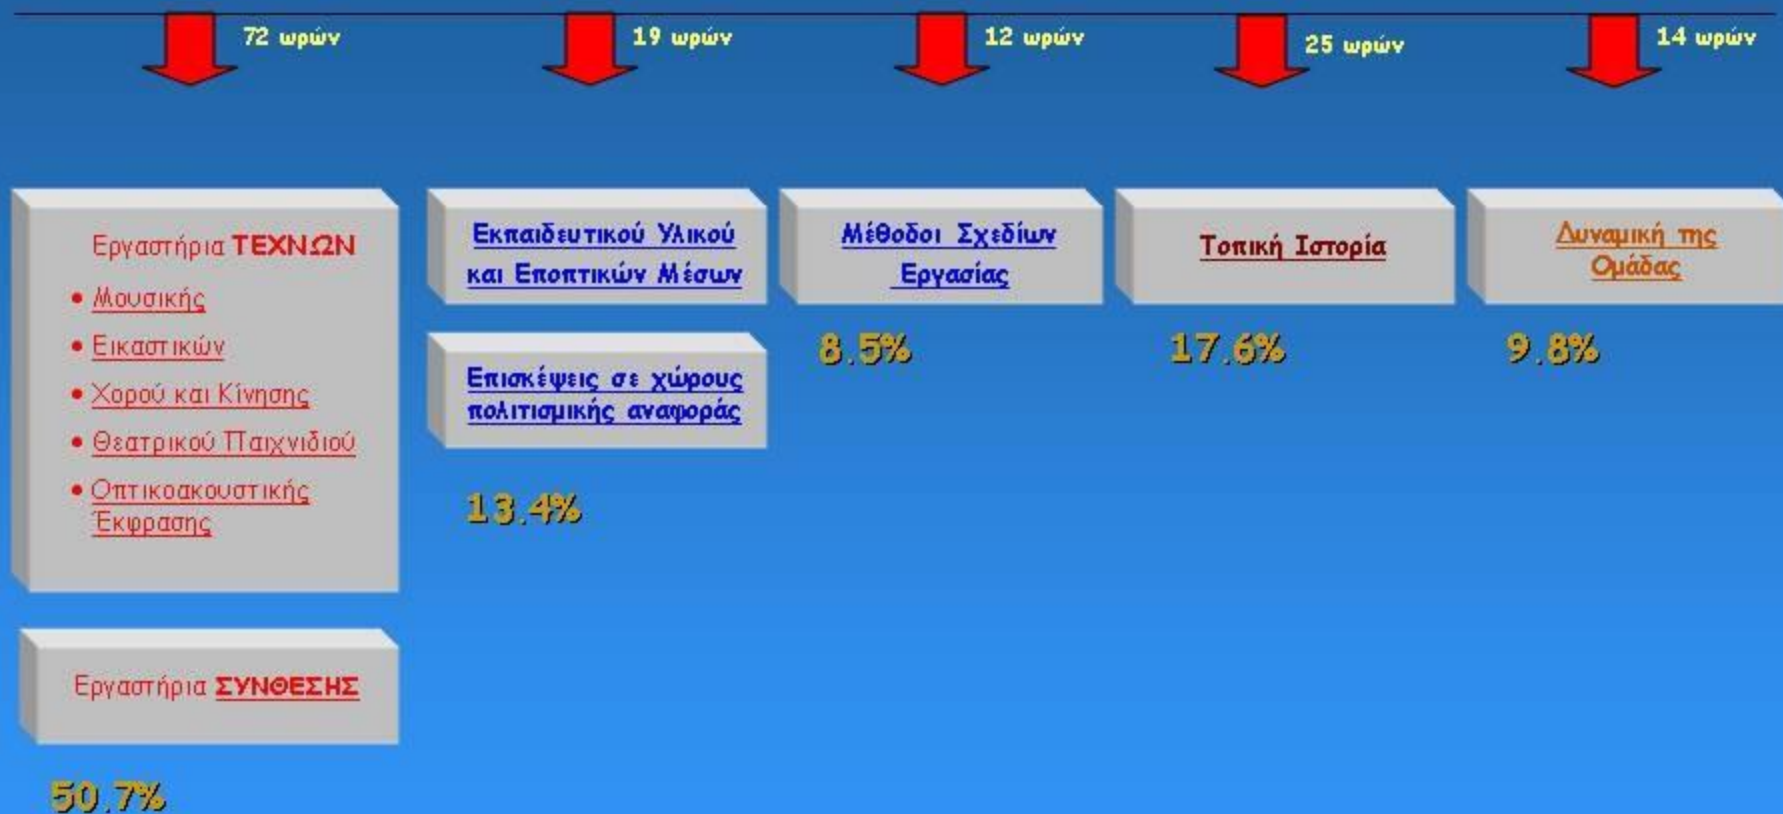 72 ωρών
19 ωρών
12 ωρών
25 ωρών
14 ωρών
Εργαστήρια ΤΕΧΝΩΝ
• Μουσικής
• Εικαστικών
• Χορού και Κίνησης
• Θεατρικού Παιχνιδιού
• Οπτικοακουστικής
Έκφρασης
Εργαστήρια ΣΥΝΘΕΣΗΣ
50.7%
Εκπαιδευτικού Υλικού
και Εποπτικών Μέσων
Επισκέψεις σε χώρους
πολιτισμικής αναφοράς
13.4%
Μέθοδοι Σχεδίων
Εργασίας
8.5%
Τοπική Ιστορία
17.6%
Δυναμική της
Ομάδας
9.8%